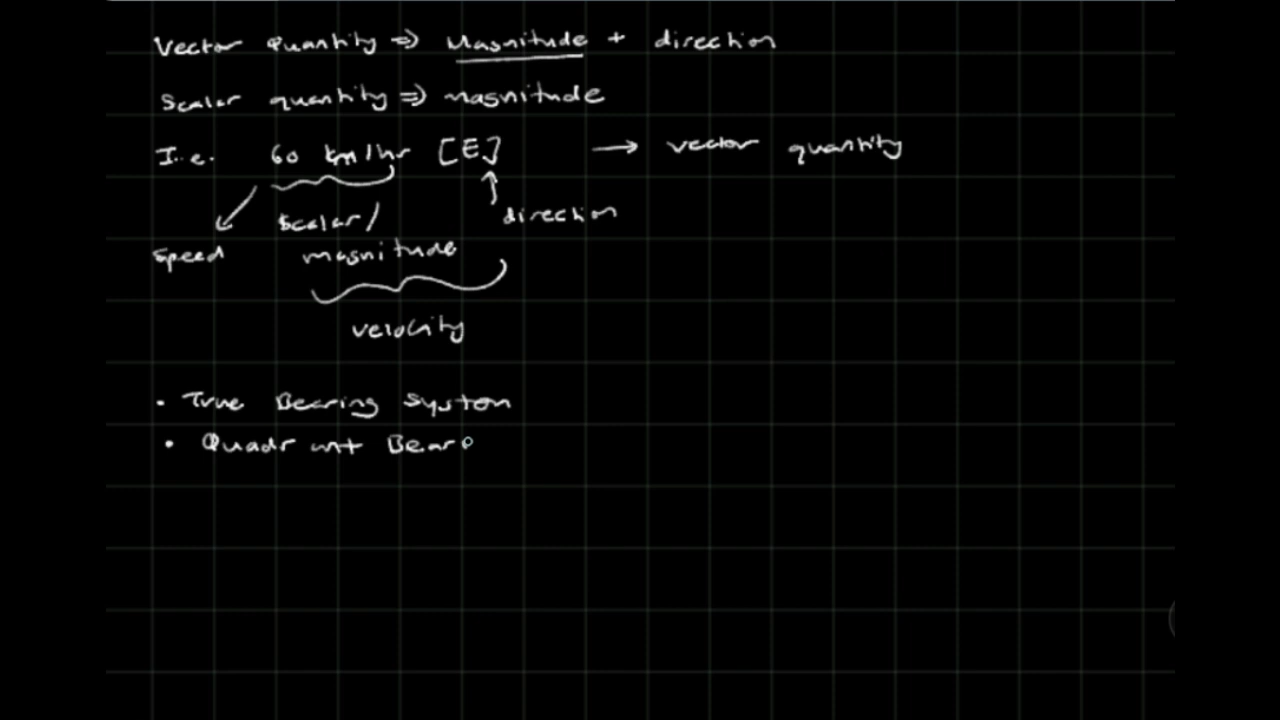 Vector Quantity => Magnitude + direction
Scalar quantity => magnitude
I.e. 60 km/hr [E] → vector quantity
scalar/ direction
speed magnitude
velocity
• True Bearing System
• Quadrant Bear